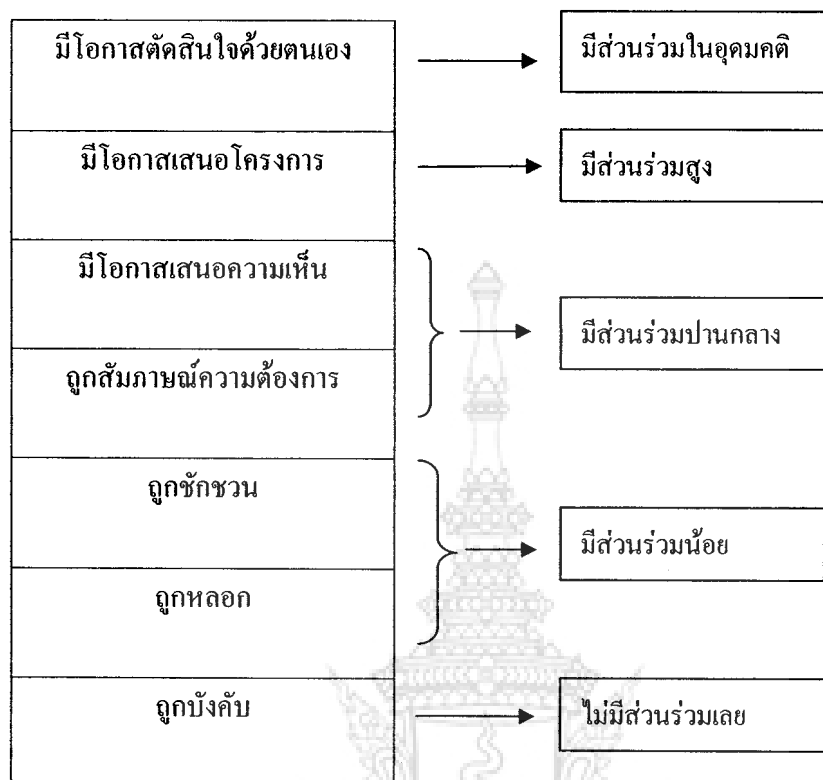 มีโอกาสตัดสินใจด้วยตนเอง
มีส่วนร่วมในอุดมคติ
มีโอกาสเสนอโครงการ
มีส่วนร่วมสูง
มีโอกาสเสนอความเห็น
ถูกสัมภาษณ์ความต้องการ
มีส่วนร่วมปานกลาง
ถูกชักชวน
ถูกหลอก
มีส่วนร่วมน้อย
ถูกบังคับ
ไม่มีส่วนร่วมเลย